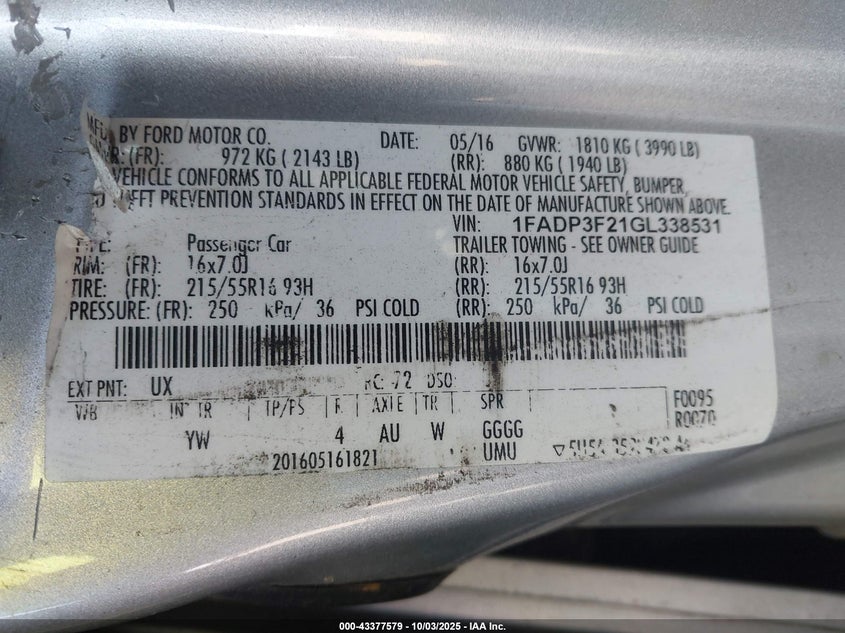 MFD. BY FORD MOTOR CO. DATE: 05/16 GVWR: 1810 KG ( 3990 LB)
(FR): 972 KG ( 2143 LB) (RR): 880 KG ( 1940 LB)
VEHICLE CONFORMS TO ALL APPLICABLE FEDERAL MOTOR VEHICLE SAFETY, BUMPER,
THEFT PREVENTION STANDARDS IN EFFECT ON THE DATE OF MANUFACTURE SHOWN ABOVE.
VIN: 1FADP3F21GL338531
TYPE: Passenger Car TRAILER TOWING - SEE OWNER GUIDE
RIM: (FR): 16x7.0J (RR): 16x7.0J
TIRE: (FR): 215/55R16 93H (RR): 215/55R16 93H
PRESSURE: (FR): 250 kPa/ 36 PSI COLD (RR): 250 kPa/ 36 PSI COLD
EXT PNT: UX RC: 72 DSO:
WB INT TR TP/PS R AXLE TR SPR F0095
YW 4 AU W GGGG R0070
201605161821 UMU
000-43377579 - 10/03/2025 - IAA Inc.